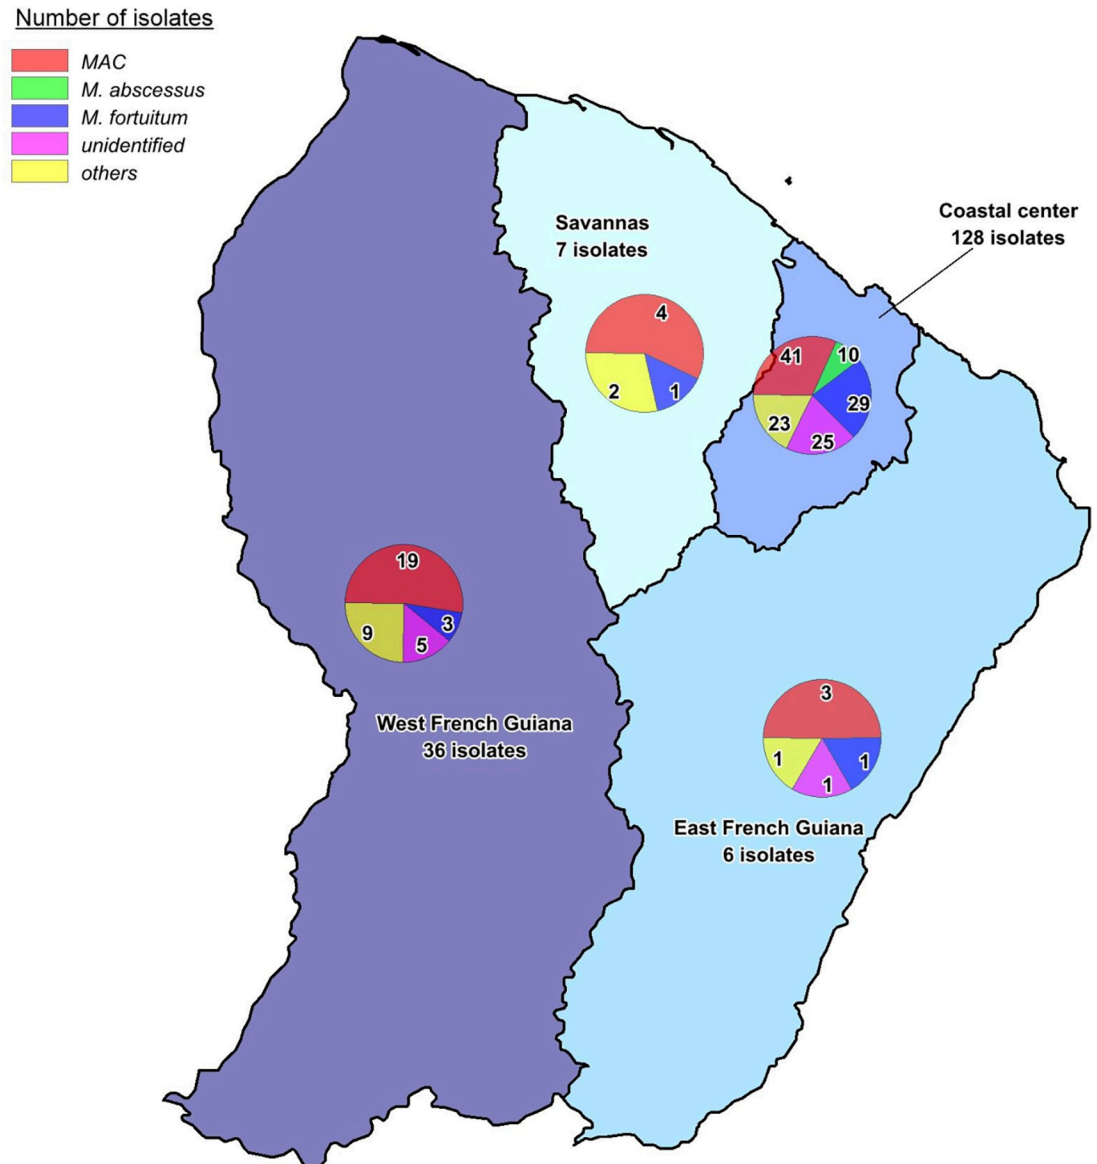 Number of isolates
MAC
M. abscessus
M. fortuitum
unidentified
others
Savannas
7 isolates
Coastal center
128 isolates
4
2
1
41
10
29
23
25
19
9
5
3
West French Guiana
36 isolates
3
1
1
1
East French Guiana
6 isolates